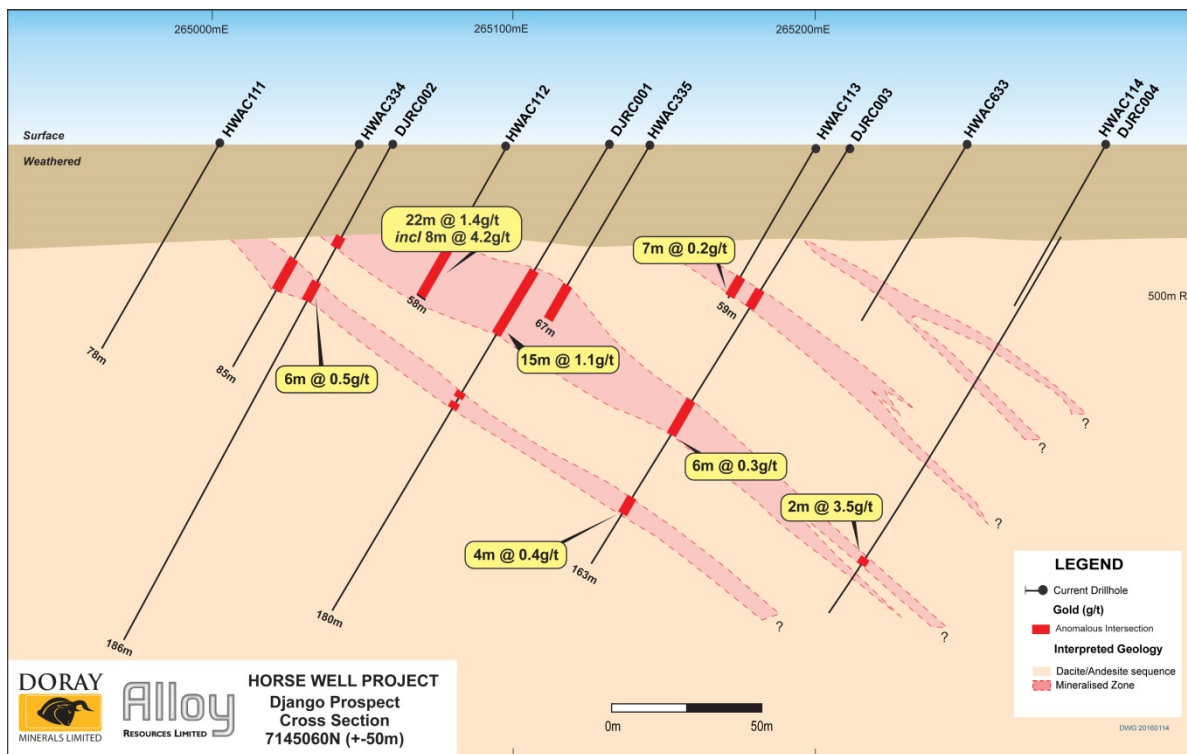 265000mE
265100mE
265200mE
HWAC111
HWAC334
DJRC002
HWAC112
DJRC001
HWAC335
HWAC113
DJRC003
HWAC633
HWAC114
DJRC004
Surface
Weathered
22m @ 1.4g/t
incl 8m @ 4.2g/t
7m @ 0.2g/t
500m R
58m
59m
67m
78m
15m @ 1.1g/t
85m
6m @ 0.5g/t
?
?
6m @ 0.3g/t
2m @ 3.5g/t
?
4m @ 0.4g/t
163m
180m
?
?
186m
LEGEND
Current Drillhole
Gold (g/t)
Anomalous Intersection
Interpreted Geology
Dacite/Andesite sequence
Mineralised Zone
DORAY
MINERALS LIMITED
Alloy
RESOURCES LIMITED
HORSE WELL PROJECT
Django Prospect
Cross Section
7145060N (+-50m)
0m
50m
DWG:20160114